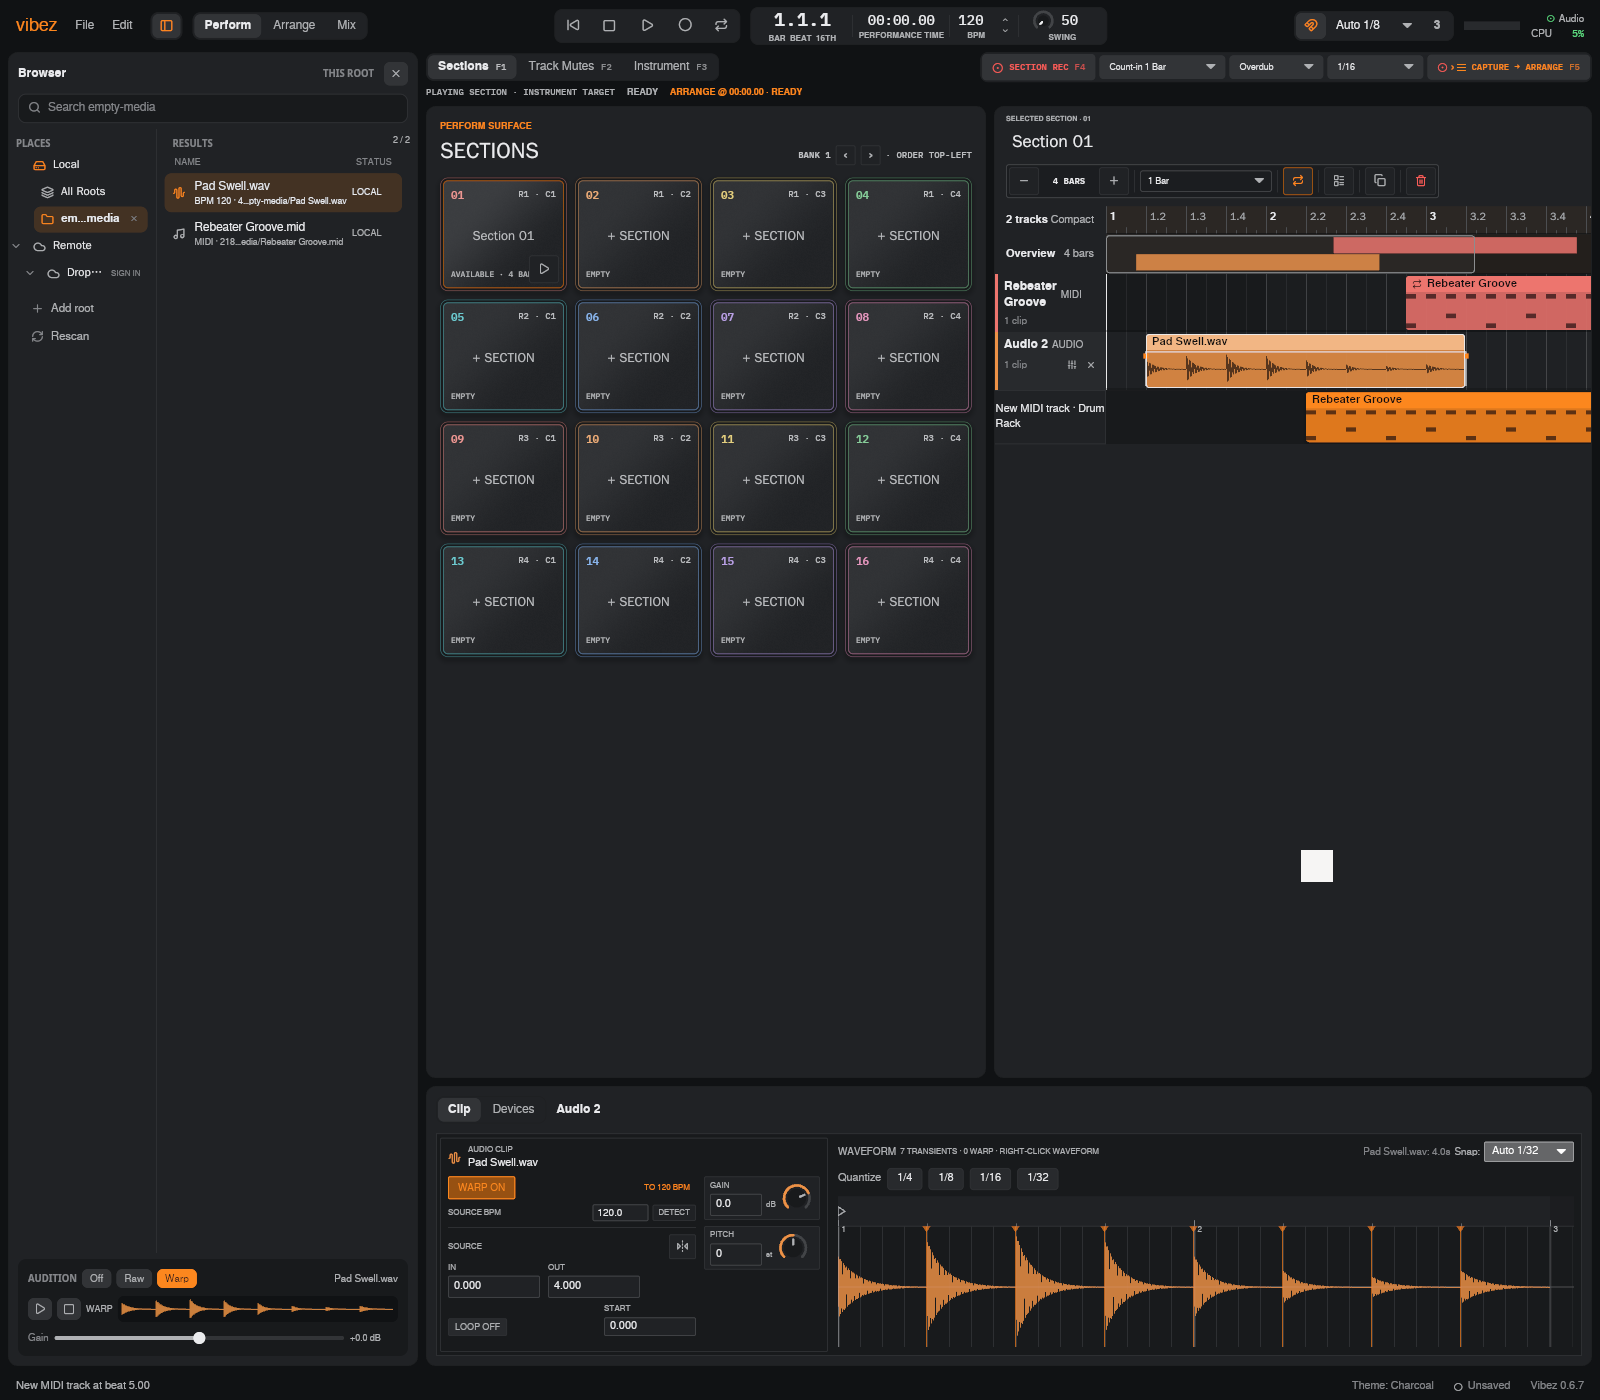 vibez File Edit Perform Arrange Mix
1.1.1 00:00.00 120 50
BAR BEAT 16TH PERFORMANCE TIME BPM SWING
Auto 1/8 3 Audio
CPU 5%
Browser THIS ROOT
Search empty-media
PLACES
Local
All Roots
em...media
Remote
Drop··· SIGN IN
Add root
Rescan
RESULTS 2/2
NAME STATUS
Pad Swell.wav LOCAL
BPM 120 · 4...pty-media/Pad Swell.wav
Rebeater Groove.mid LOCAL
MIDI · 218...edia/Rebeater Groove.mid
AUDITION Off Raw Warp Pad Swell.wav
WARP
Gain +0.0 dB
Sections F1 Track Mutes F2 Instrument F3
SECTION REC F4 Count-in 1 Bar Overdub 1/16 CAPTURE → ARRANGE F5
PLAYING SECTION · INSTRUMENT TARGET READY ARRANGE @ 00:00.00 · READY
PERFORM SURFACE
SECTIONS BANK 1 ‹ › · ORDER TOP-LEFT
01 R1 · C1 02 R1 · C2 03 R1 · C3 04 R1 · C4
Section 01 + SECTION + SECTION + SECTION
AVAILABLE · 4 BA EMPTY EMPTY EMPTY
05 R2 · C1 06 R2 · C2 07 R2 · C3 08 R2 · C4
+ SECTION + SECTION + SECTION + SECTION
EMPTY EMPTY EMPTY EMPTY
09 R3 · C1 10 R3 · C2 11 R3 · C3 12 R3 · C4
+ SECTION + SECTION + SECTION + SECTION
EMPTY EMPTY EMPTY EMPTY
13 R4 · C1 14 R4 · C2 15 R4 · C3 16 R4 · C4
+ SECTION + SECTION + SECTION + SECTION
EMPTY EMPTY EMPTY EMPTY
SELECTED SECTION · 01
Section 01
− 4 BARS + 1 Bar
2 tracks Compact 1 1.2 1.3 1.4 2 2.2 2.3 2.4 3 3.2 3.3 3.4
Overview 4 bars
Rebeater Groove MIDI
1 clip
Rebeater Groove
Audio 2 AUDIO
1 clip
Pad Swell.wav
New MIDI track · Drum Rack
Rebeater Groove
Clip Devices Audio 2
AUDIO CLIP
Pad Swell.wav
WARP ON TO 120 BPM
SOURCE BPM 120.0 DETECT
SOURCE
IN OUT
0.000 4.000
START
LOOP OFF 0.000
GAIN
0.0 dB
PITCH
0 st
WAVEFORM 7 TRANSIENTS · 0 WARP · RIGHT-CLICK WAVEFORM Pad Swell.wav: 4.0s Snap: Auto 1/32
Quantize 1/4 1/8 1/16 1/32
1 2 3
New MIDI track at beat 5.00 Theme: Charcoal Unsaved Vibez 0.6.7